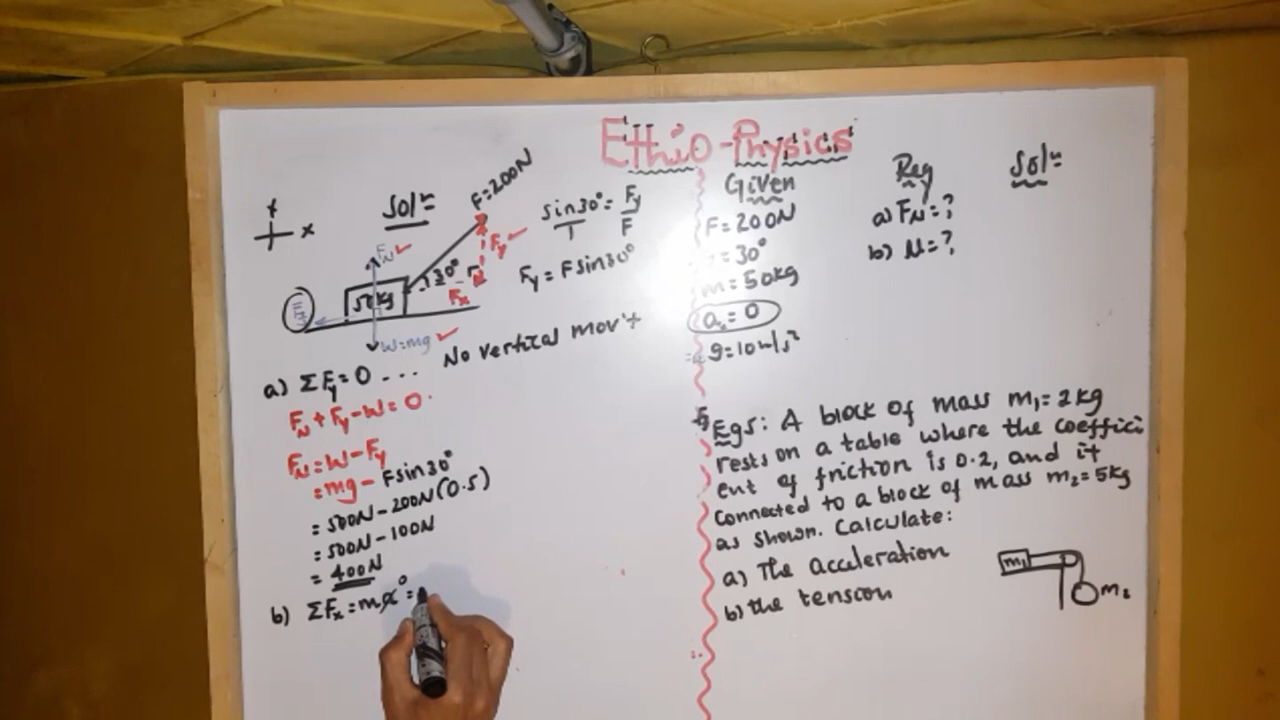 Ethio-Physics
Sol=
F=200N
Sin30°= Fy
F
1
Fy = Fsin30°
x
FN
Fy
30°
Fx
50kg
W=mg
No vertical mov't
a) ΣFy=0 ...
FN+Fy-W=0.
FN=W-Fy
=mg- Fsin30°
= 500N-200N(0.5)
= 500N-100N
= 400N
b) ΣFx=ma°=
Given
F=200N
=30°
m=50kg
a=0
g=10m/s²
Req
a) FN=?
b) μ=?
Sol=
Eg5: A block of mass m₁=2kg
rests on a table where the coeffici
ent of friction is 0.2, and it
connected to a block of mass m₂=5kg
as shown. Calculate:
a) The acceleration
b) the tension
m₁
m₂